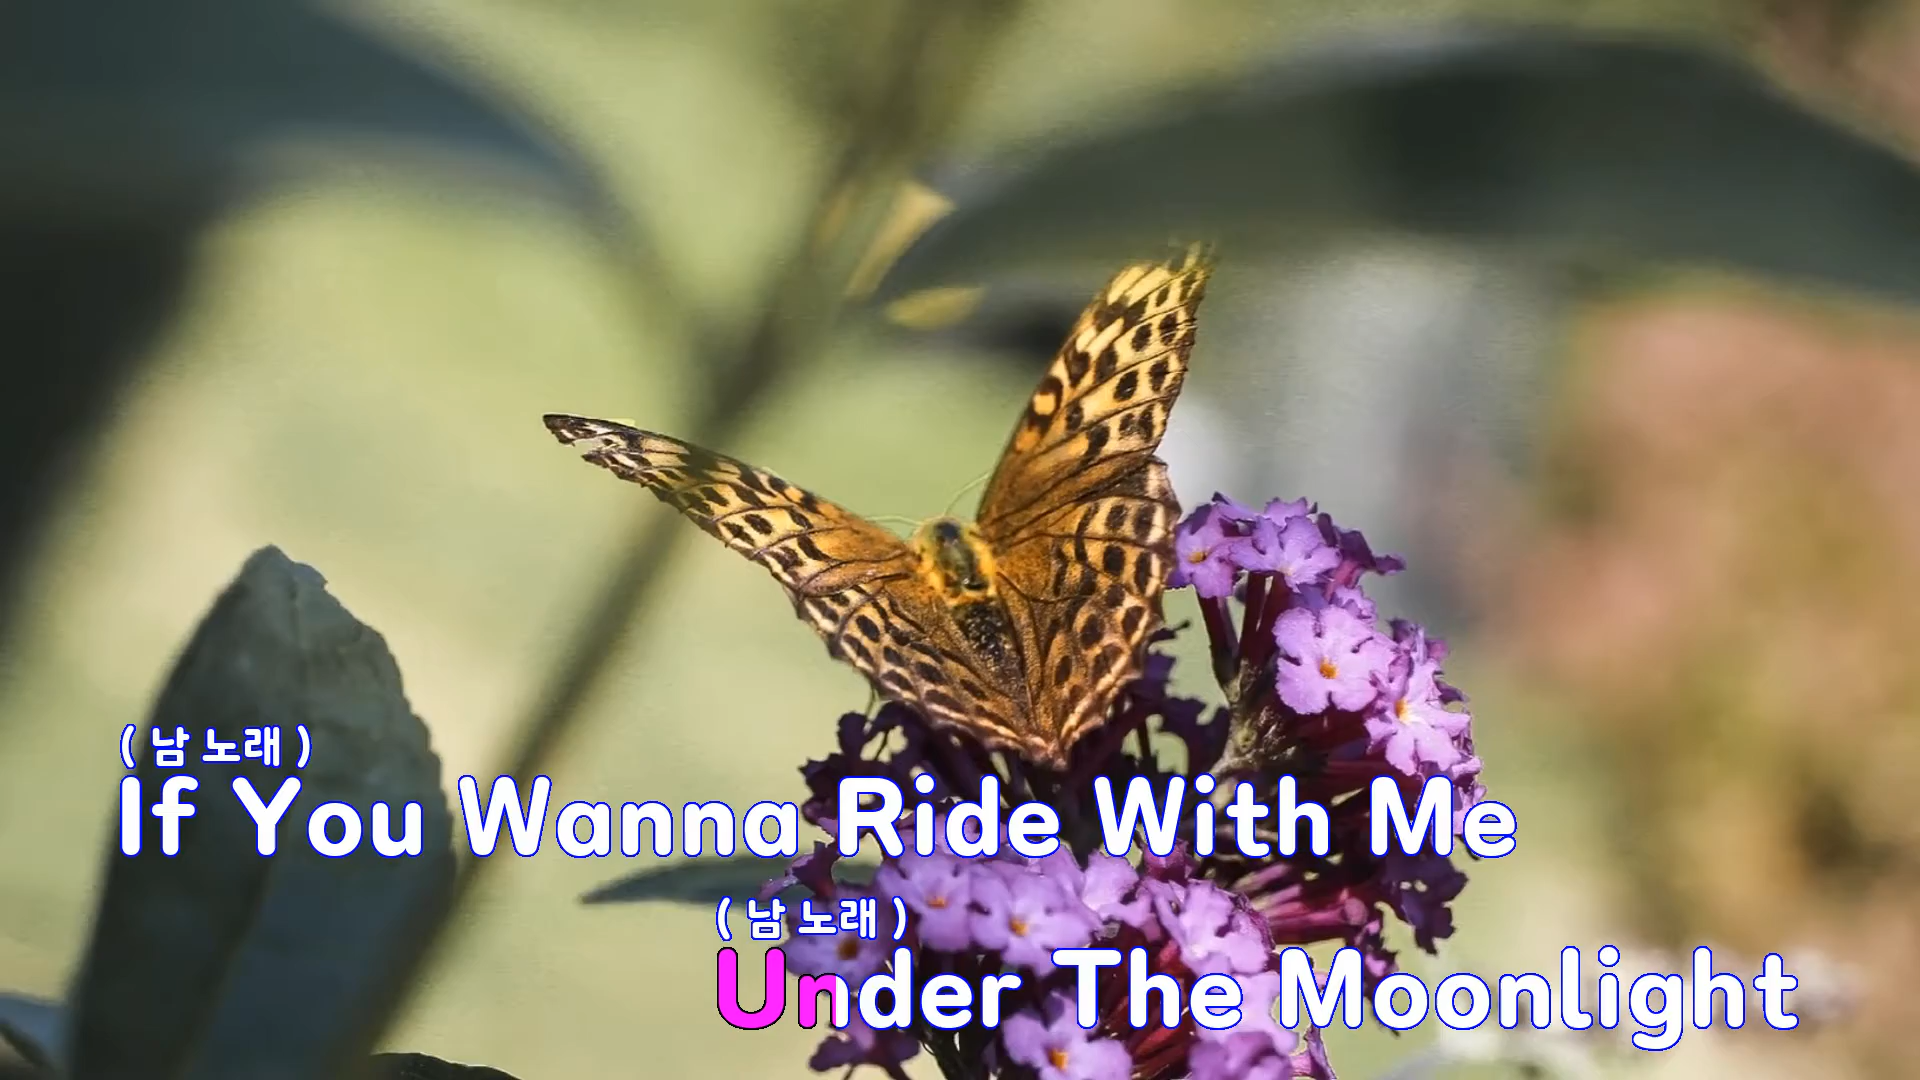 ( 남 노래 )
If You Wanna Ride With Me
( 남 노래 )
Under The Moonlight